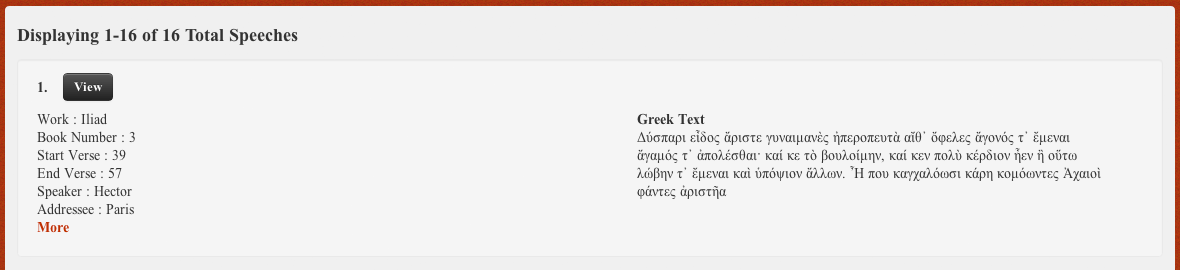 Displaying 1-16 of 16 Total Speeches
1. View
Work : Iliad
Book Number : 3
Start Verse : 39
End Verse : 57
Speaker : Hector
Addressee : Paris
More
Greek Text
Δύσπαρι εἶδος ἄριστε γυναιμανὲς ἠπεροπευτὰ αἴθ᾽ ὄφελες ἄγονός τ᾽ ἔμεναι
ἄγαμός τ᾽ ἀπολέσθαι· καί κε τὸ βουλοίμην, καί κεν πολὺ κέρδιον ἦεν ἢ οὕτω
λώβην τ᾽ ἔμεναι καὶ ὑπόψιον ἄλλων. Ἦ που καγχαλόωσι κάρη κομόωντες Ἀχαιοὶ
φάντες ἀριστῆα